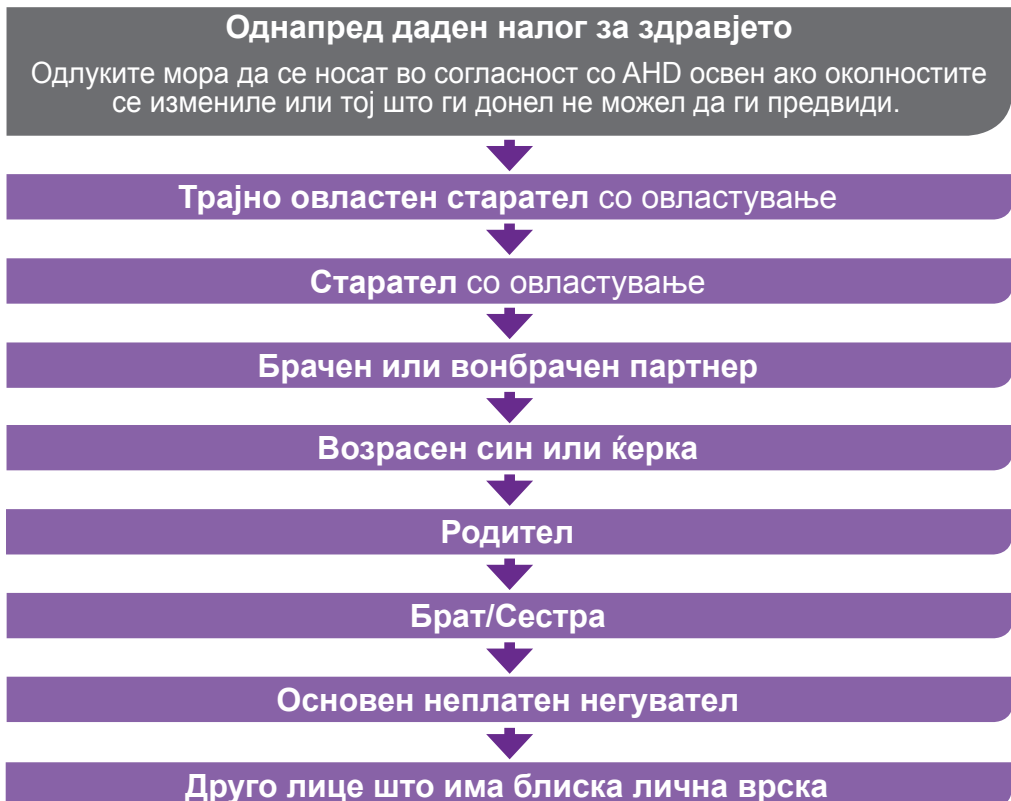 Однапред даден налог за здравјето
Одлуките мора да се носат во согласност со AHD освен ако околностите
се измениле или тој што ги донел не можел да ги предвиди.
Трајно овластен старател со овластување
Старател со овластување
Брачен или вонбрачен партнер
Возрасен син или ќерка
Родител
Брат/Сестра
Основен неплатен негувател
Друго лице што има блиска лична врска